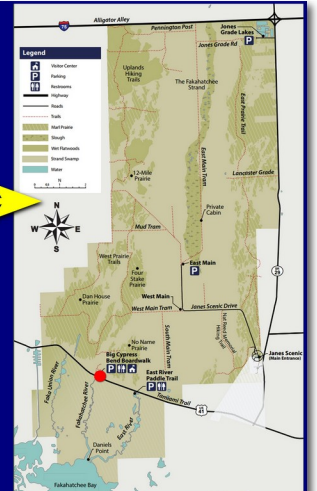 Alligator Alley
75
Pennington Post
Jones
Grade Lakes
P
Jones Grade Rd
Legend
Visitor Center
P
Parking
Restrooms
Highway
Roads
Trails
Marl Prairie
Slough
Wet Flatwoods
Strand Swamp
Water
N
Uplands
Hiking
Trails
The Fakahatchee
Strand
East Prairie Trail
East Main Tram
12-Mile
Prairie
Lancaster Grade
N
W
E
S
Private
Cabin
Mud Tram
West Prairie
Trails
East Main
P
29
Four
Stake
Prairie
Dan House
Prairie
West Main
West Main Tram
Janes Scenic Drive
No Name
Prairie
South Main Tram
Janes Scenic
(Main Entrance)
Big Cypress
Bend Boardwalk
P
East River
Paddle Trail
P
Tamiami Trail
41
Faka Union River
Fakahatchee River
East River
Daniels
Point
Fakahatchee Bay